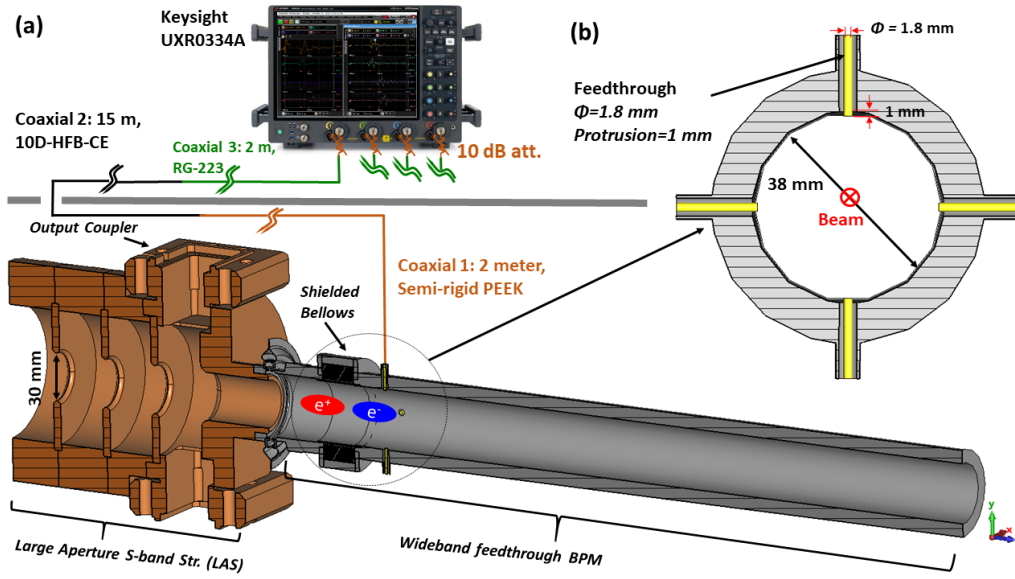 (a)
Keysight
UXR0334A
Coaxial 2: 15 m,
10D-HFB-CE
Coaxial 3: 2 m,
RG-223
10 dB att.
Output Coupler
Coaxial 1: 2 meter,
Semi-rigid PEEK
Shielded
Bellows
30 mm
e+
e-
Large Aperture S-band Str. (LAS)
Wideband feedthrough BPM
y
x
z
(b)
Φ = 1.8 mm
Feedthrough
Φ=1.8 mm
Protrusion=1 mm
1 mm
38 mm
Beam